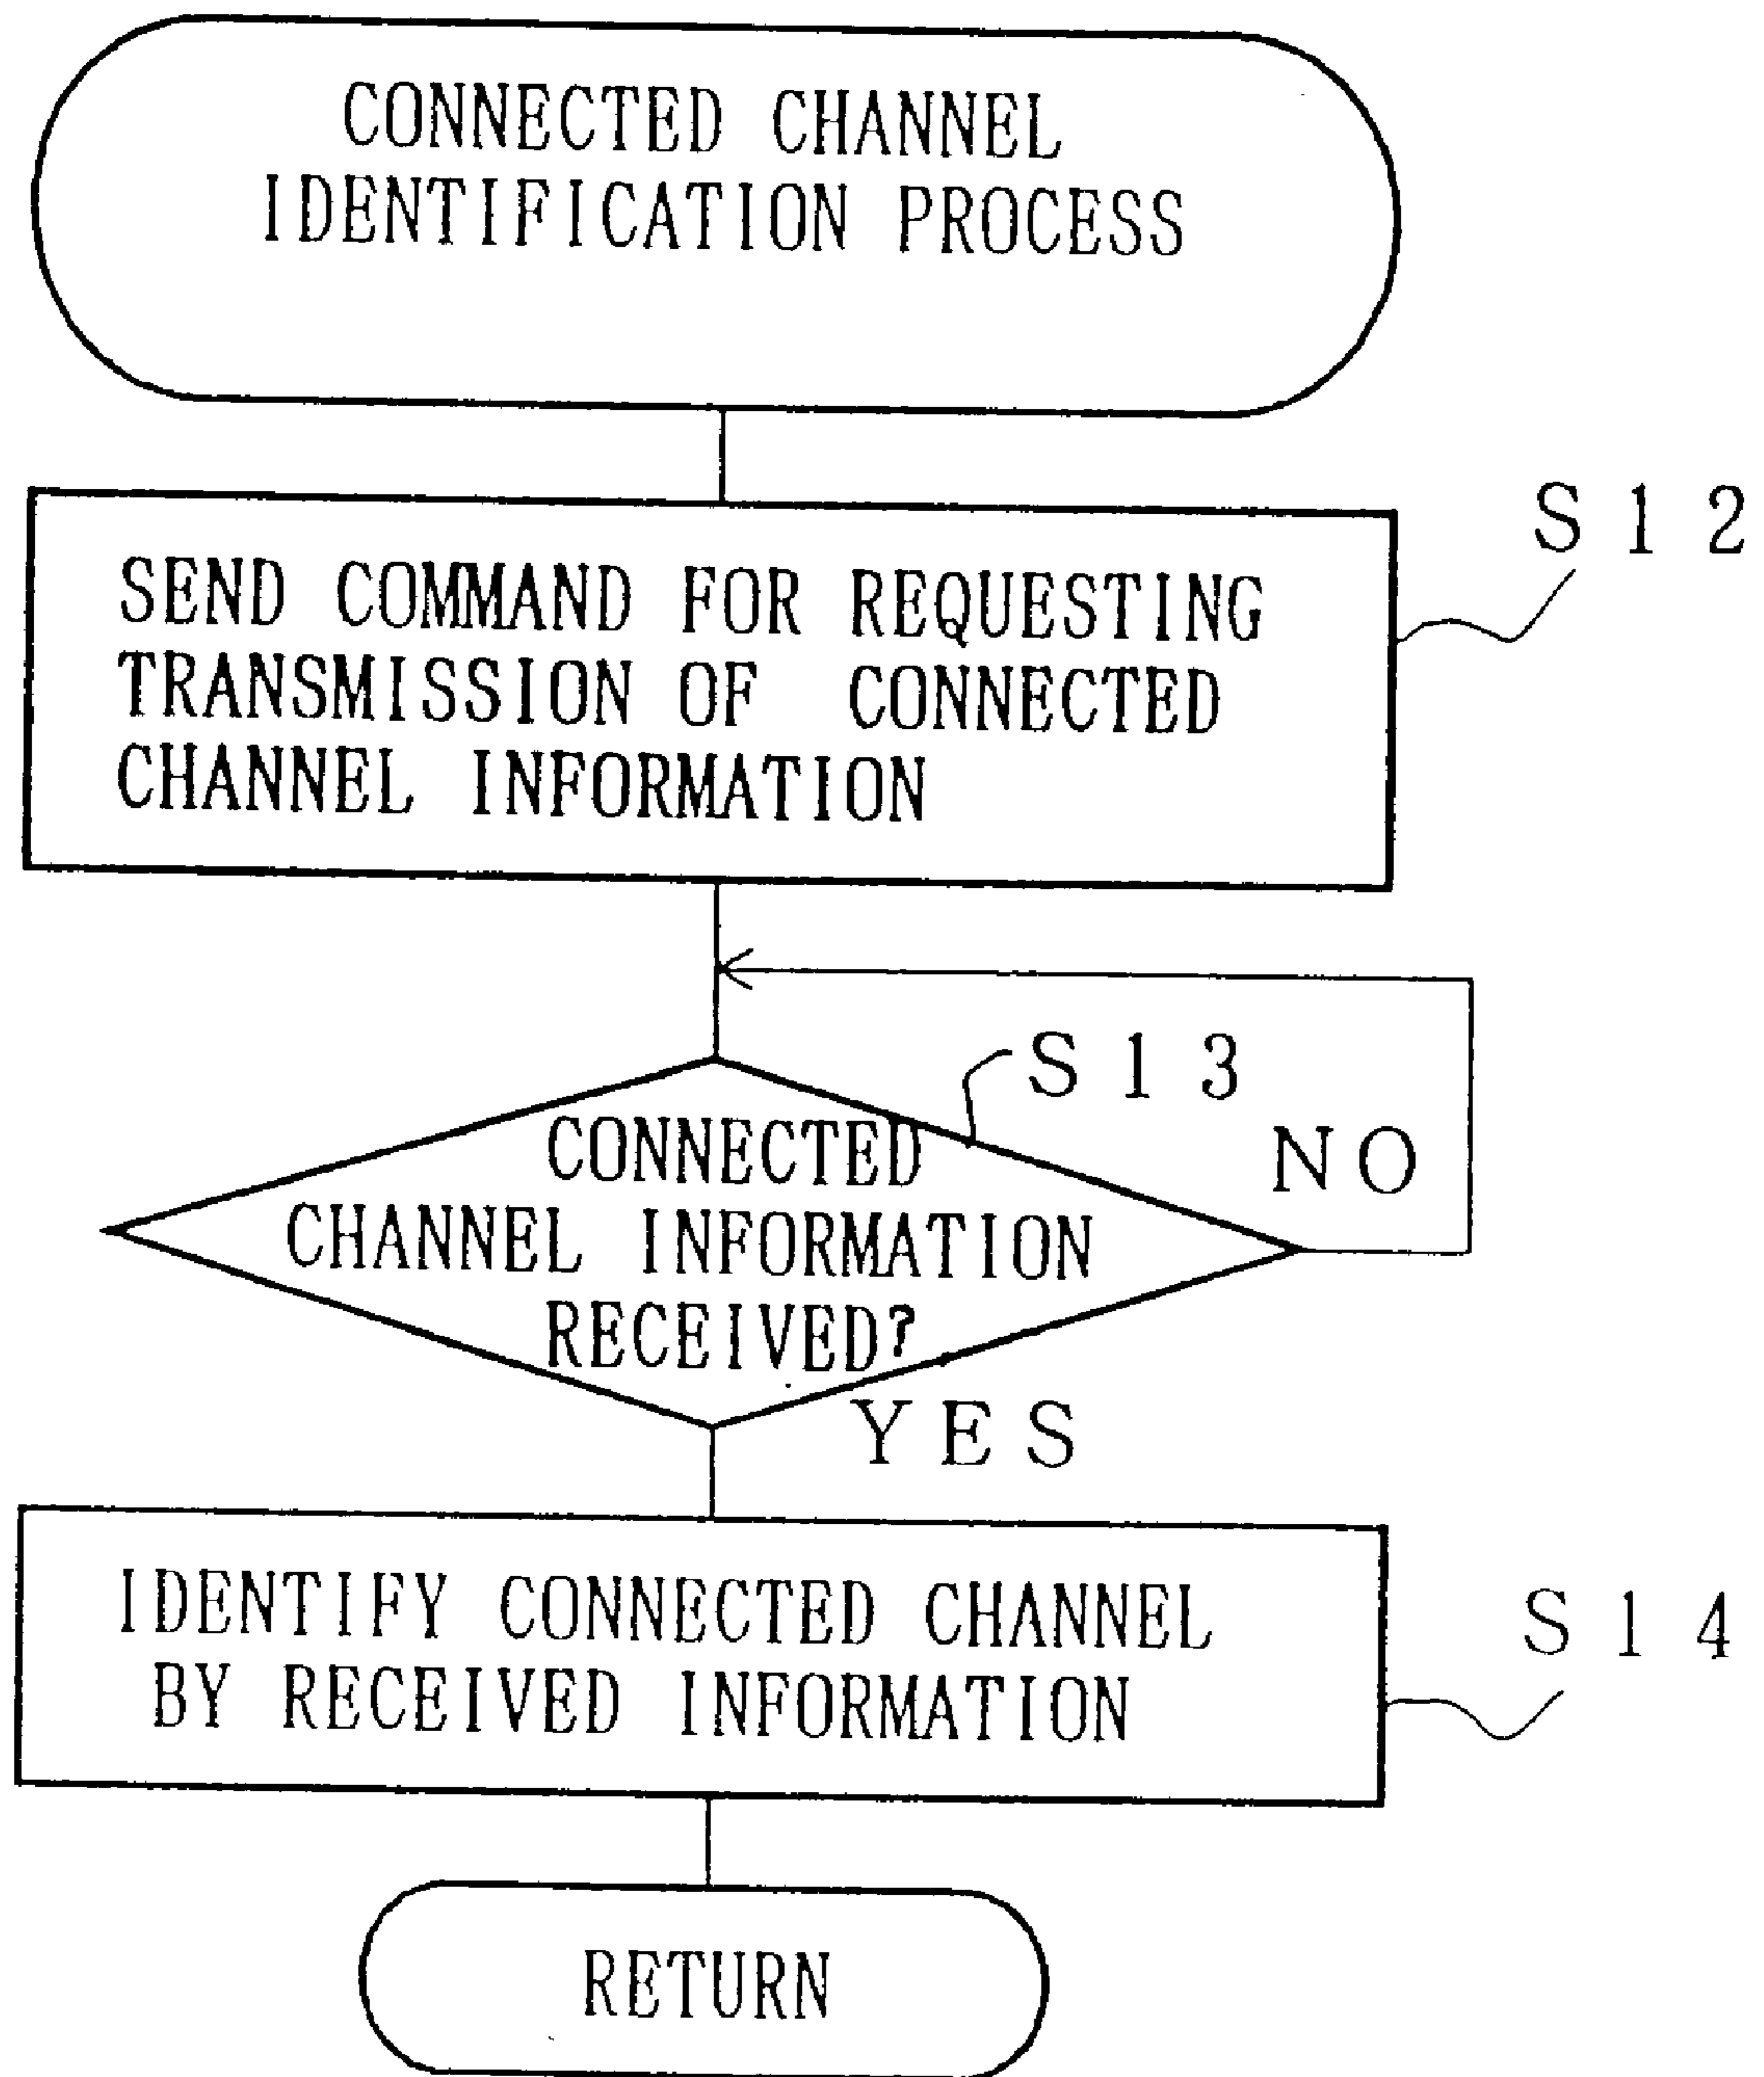 CONNECTED CHANNEL
IDENTIFICATION PROCESS
S12
SEND COMMAND FOR REQUESTING
TRANSMISSION OF CONNECTED
CHANNEL INFORMATION
S13
NO
CONNECTED
CHANNEL INFORMATION
RECEIVED?
YES
IDENTIFY CONNECTED CHANNEL
BY RECEIVED INFORMATION
S14
RETURN